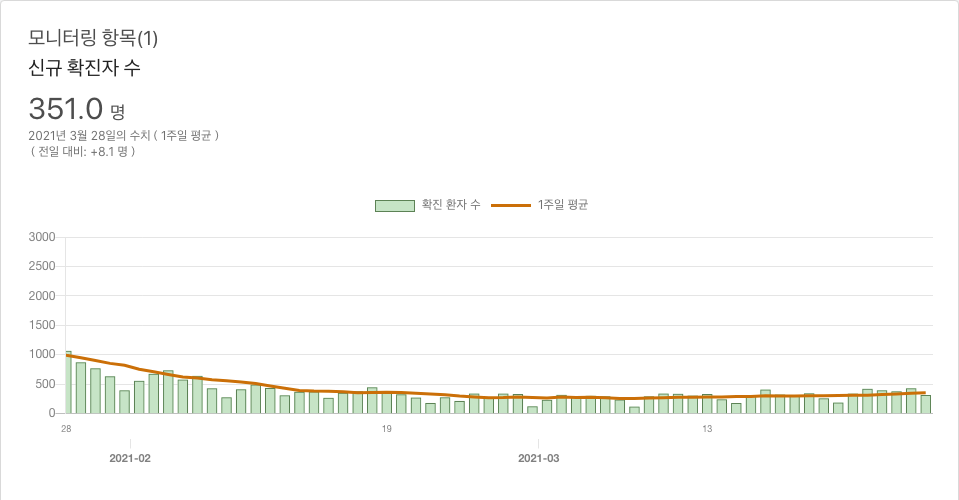 모니터링 항목(1)
신규 확진자 수
351.0 명
2021년 3월 28일의 수치 ( 1주일 평균 )
( 전일 대비: +8.1 명 )
확진 환자 수 1주일 평균
3000
2500
2000
1500
1000
500
0
28 19 13
2021-02 2021-03